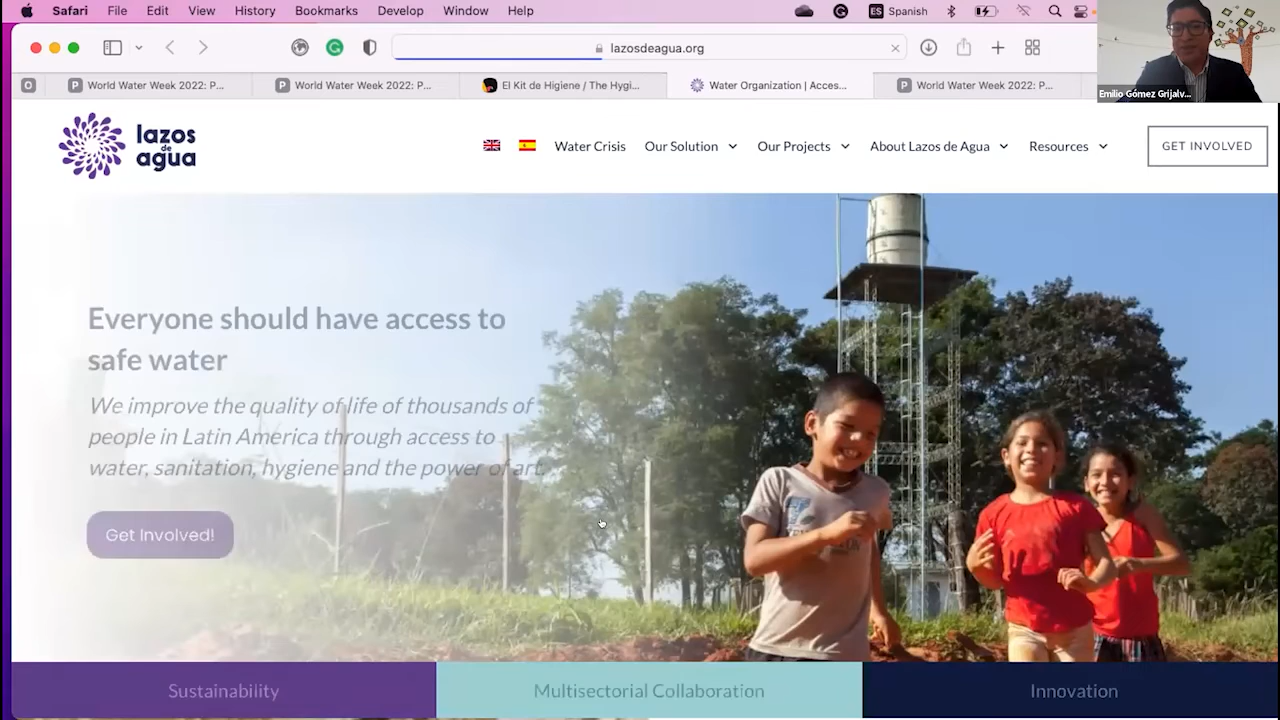 Safari File Edit View History Bookmarks Develop Window Help
ES Spanish
lazosdeagua.org
World Water Week 2022: P...
World Water Week 2022: P...
El Kit de Higiene / The Hygi...
Water Organization | Acces...
World Water Week 2022: P...
Emilio Gómez Grijalv...
lazos
de
agua
Water Crisis
Our Solution
Our Projects
About Lazos de Agua
Resources
GET INVOLVED
Everyone should have access to
safe water
We improve the quality of life of thousands of
people in Latin America through access to
water, sanitation, hygiene and the power of art.
Get Involved!
Sustainability
Multisectorial Collaboration
Innovation